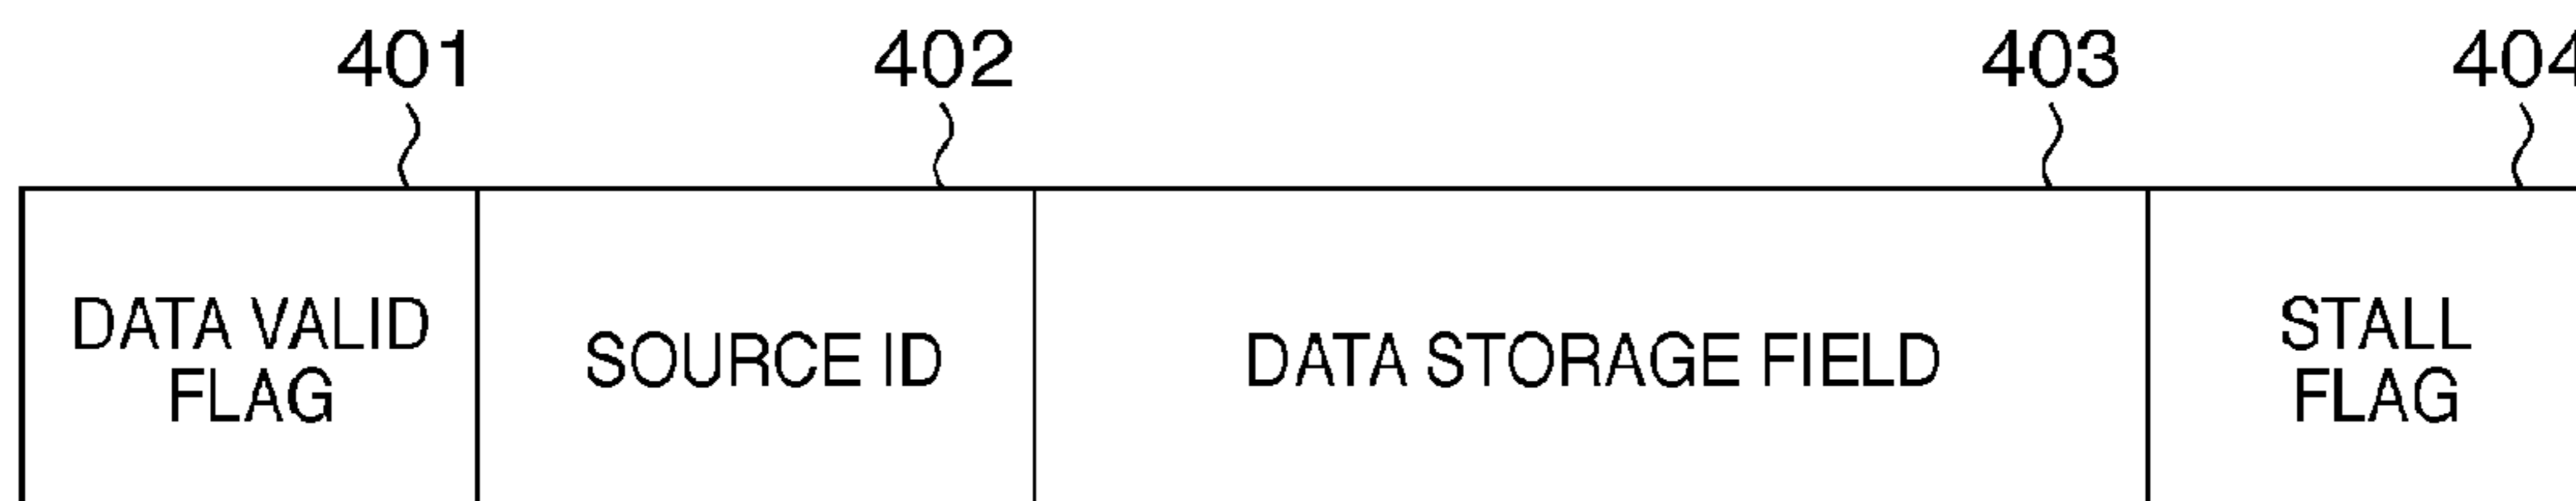 401 402 403 404
DATA VALID
FLAG
SOURCE ID
DATA STORAGE FIELD
STALL
FLAG